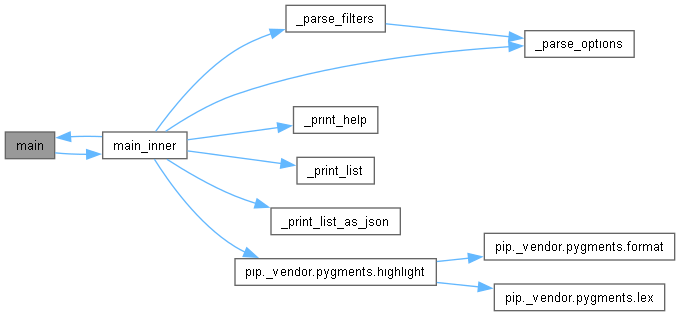 _parse_filters
_parse_options
_print_help
main
main_inner
_print_list
_print_list_as_json
pip._vendor.pygments.format
pip._vendor.pygments.highlight
pip._vendor.pygments.lex